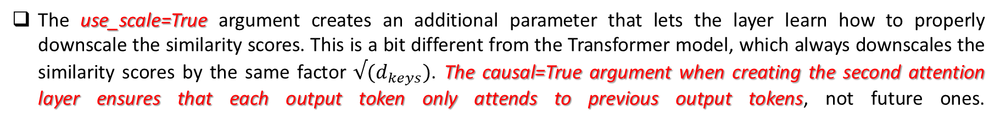 ❑ The use_scale=True argument creates an additional parameter that lets the layer learn how to properly
downscale the similarity scores. This is a bit different from the Transformer model, which always downscales the
similarity scores by the same factor √(d_keys). The causal=True argument when creating the second attention
layer ensures that each output token only attends to previous output tokens, not future ones.